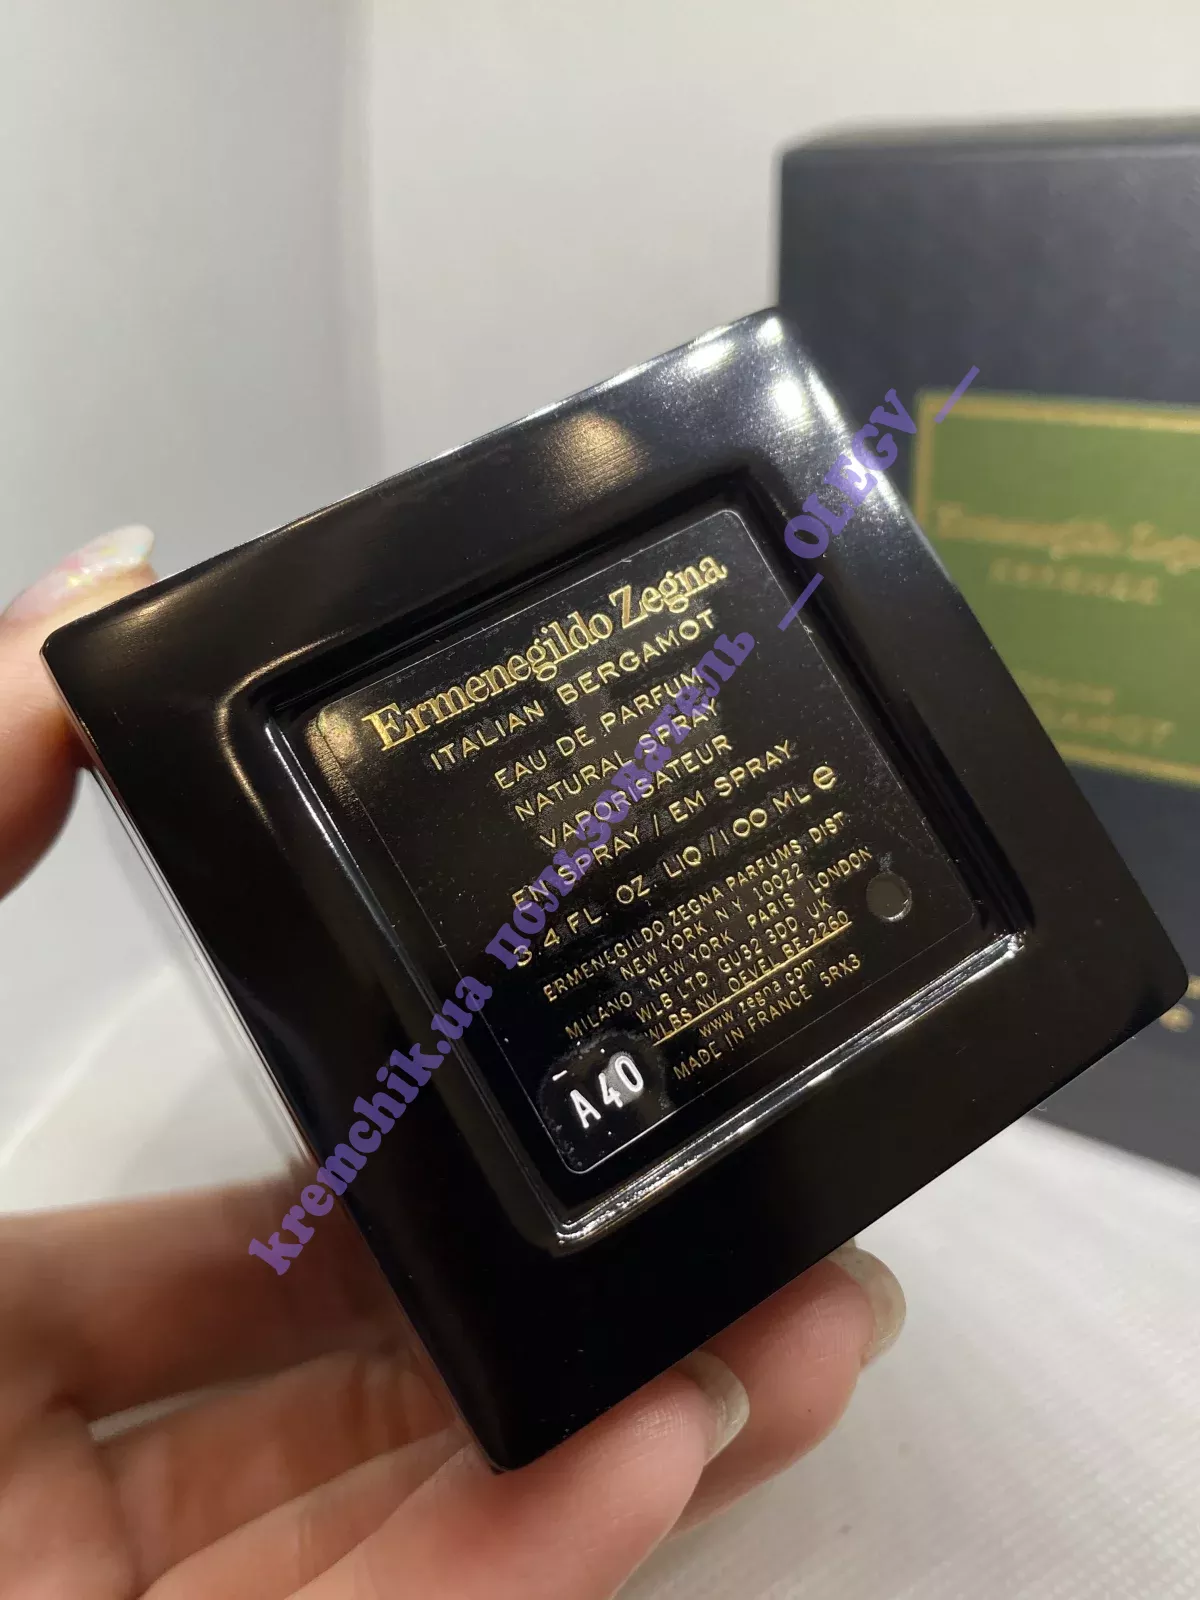 Ermenegildo Zegna
ITALIAN BERGAMOT
EAU DE PARFUM
NATURAL SPRAY
VAPORISATEUR
EN SPRAY / EM SPRAY
3 4 FL. OZ LIQ / 100 ML e
ERMENEGILDO ZEGNA PARFUMS, DIST
NEW YORK, N.Y. 10022
MILANO NEW YORK PARIS LONDON
WLB LTD, GU32 3DD, UK
WLBS NV, OEVEL BE-2260
www.zegna.com
MADE IN FRANCE 5RX3
A 40
kremchik.ua пользователь __OLEGV__
Ermenegildo Zegna